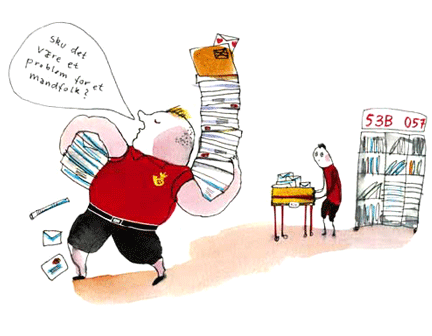 Sku det
være et
problem for et
mandfolk?
53B 057